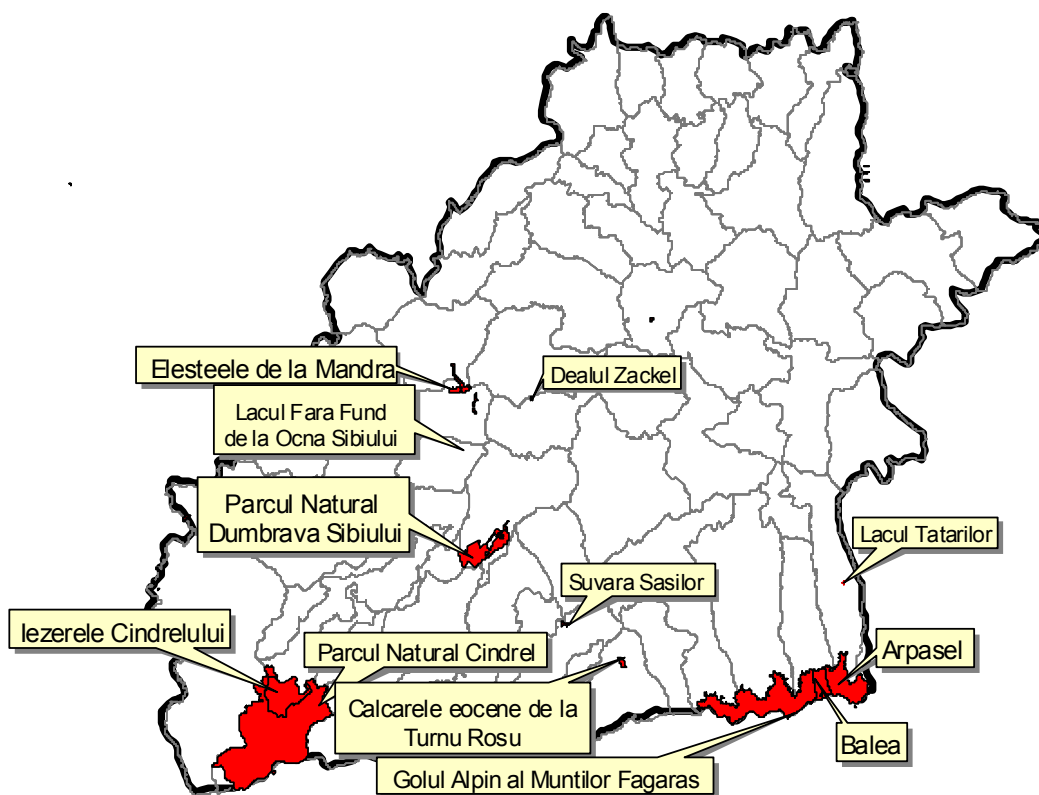 Elesteele de la Mandra
Dealul Zackel
Lacul Fara Fund
de la Ocna Sibiului
Parcul Natural
Dumbrava Sibiului
Lacul Tatarilor
Suvara Sasilor
Iezerele Cindrelului
Parcul Natural Cindrel
Arpasel
Calcarele eocene de la
Turnu Rosu
Balea
Golul Alpin al Muntilor Fagaras